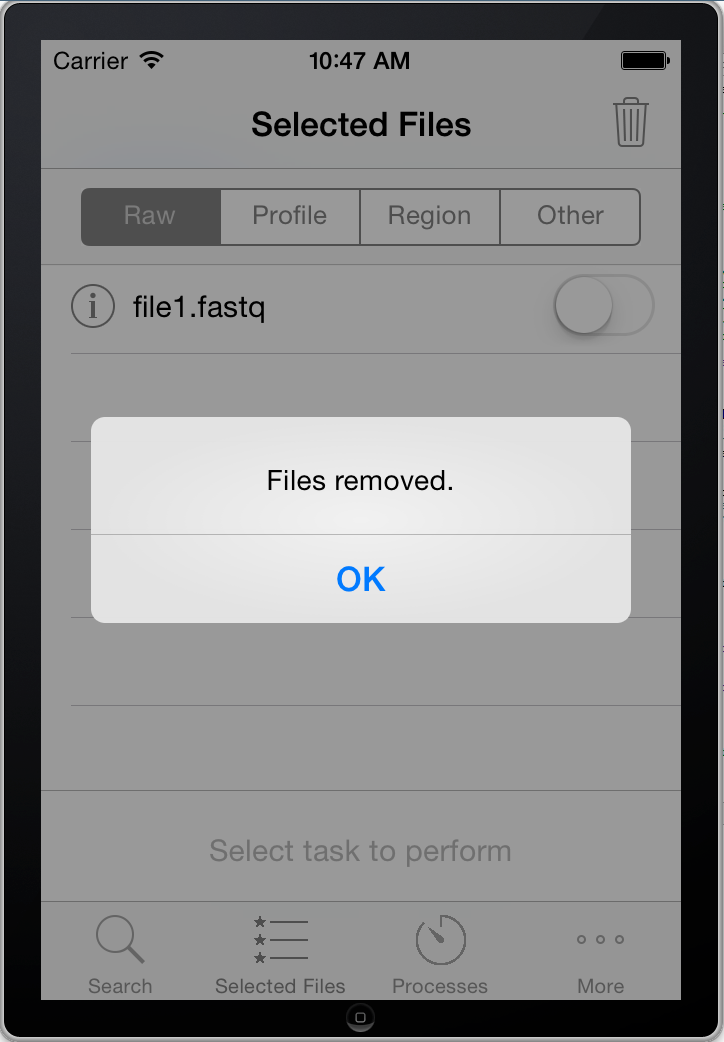 Carrier 10:47 AM
Selected Files
Raw Profile Region Other
i file1.fastq
Files removed.
OK
Select task to perform
Search Selected Files Processes More